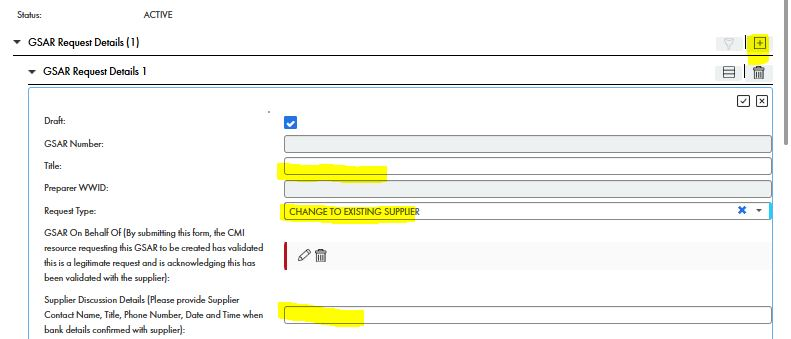 Status: ACTIVE
GSAR Request Details (1)
GSAR Request Details 1
Draft:
GSAR Number:
Title:
Preparer WWID:
Request Type: CHANGE TO EXISTING SUPPLIER
GSAR On Behalf Of (By submitting this form, the CMI
resource requesting this GSAR to be created has validated
this is a legitimate request and is acknowledging this has
been validated with the supplier):
Supplier Discussion Details (Please provide Supplier
Contact Name, Title, Phone Number, Date and Time when
bank details confirmed with supplier):